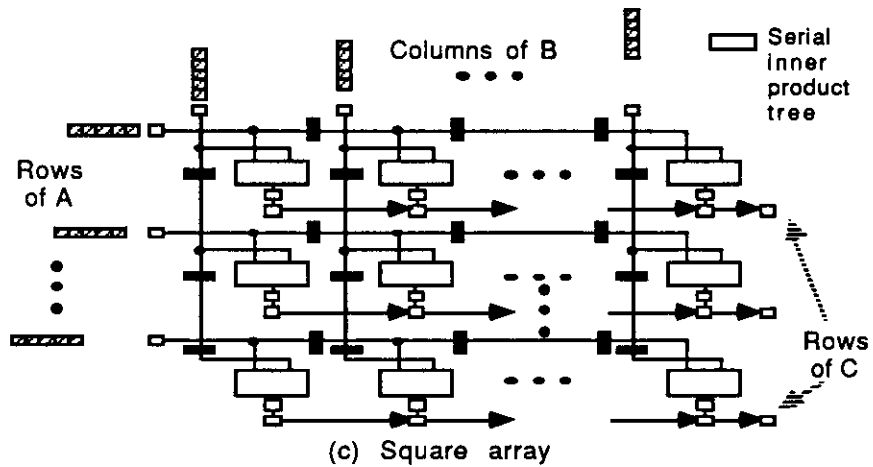 Columns of B
Serial
inner
product
tree
Rows
of A
Rows
of C
(c) Square array